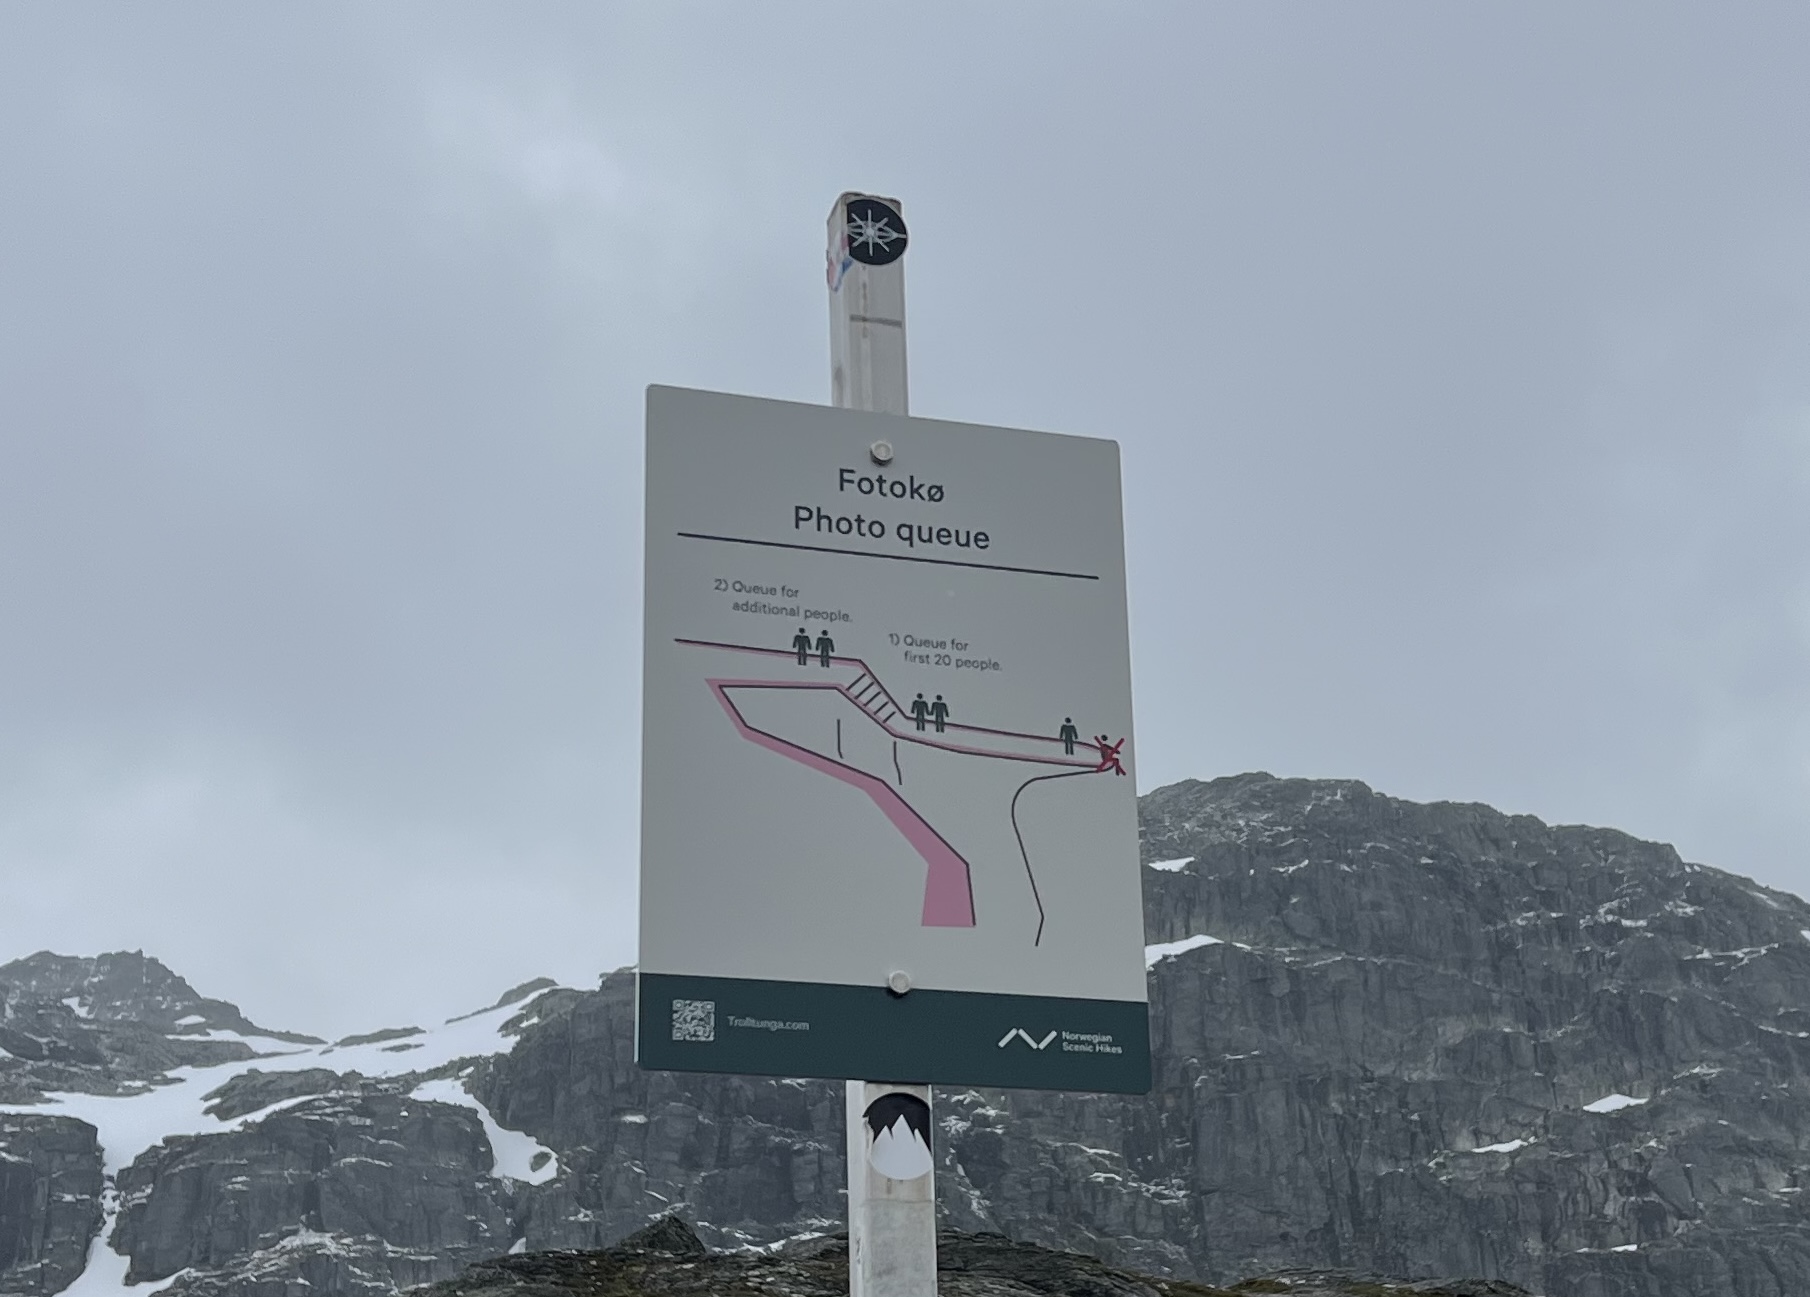 Fotokø
Photo queue
2) Queue for
additional people.
1) Queue for
first 20 people.
Trolltunga.com
Norwegian
Scenic Hikes